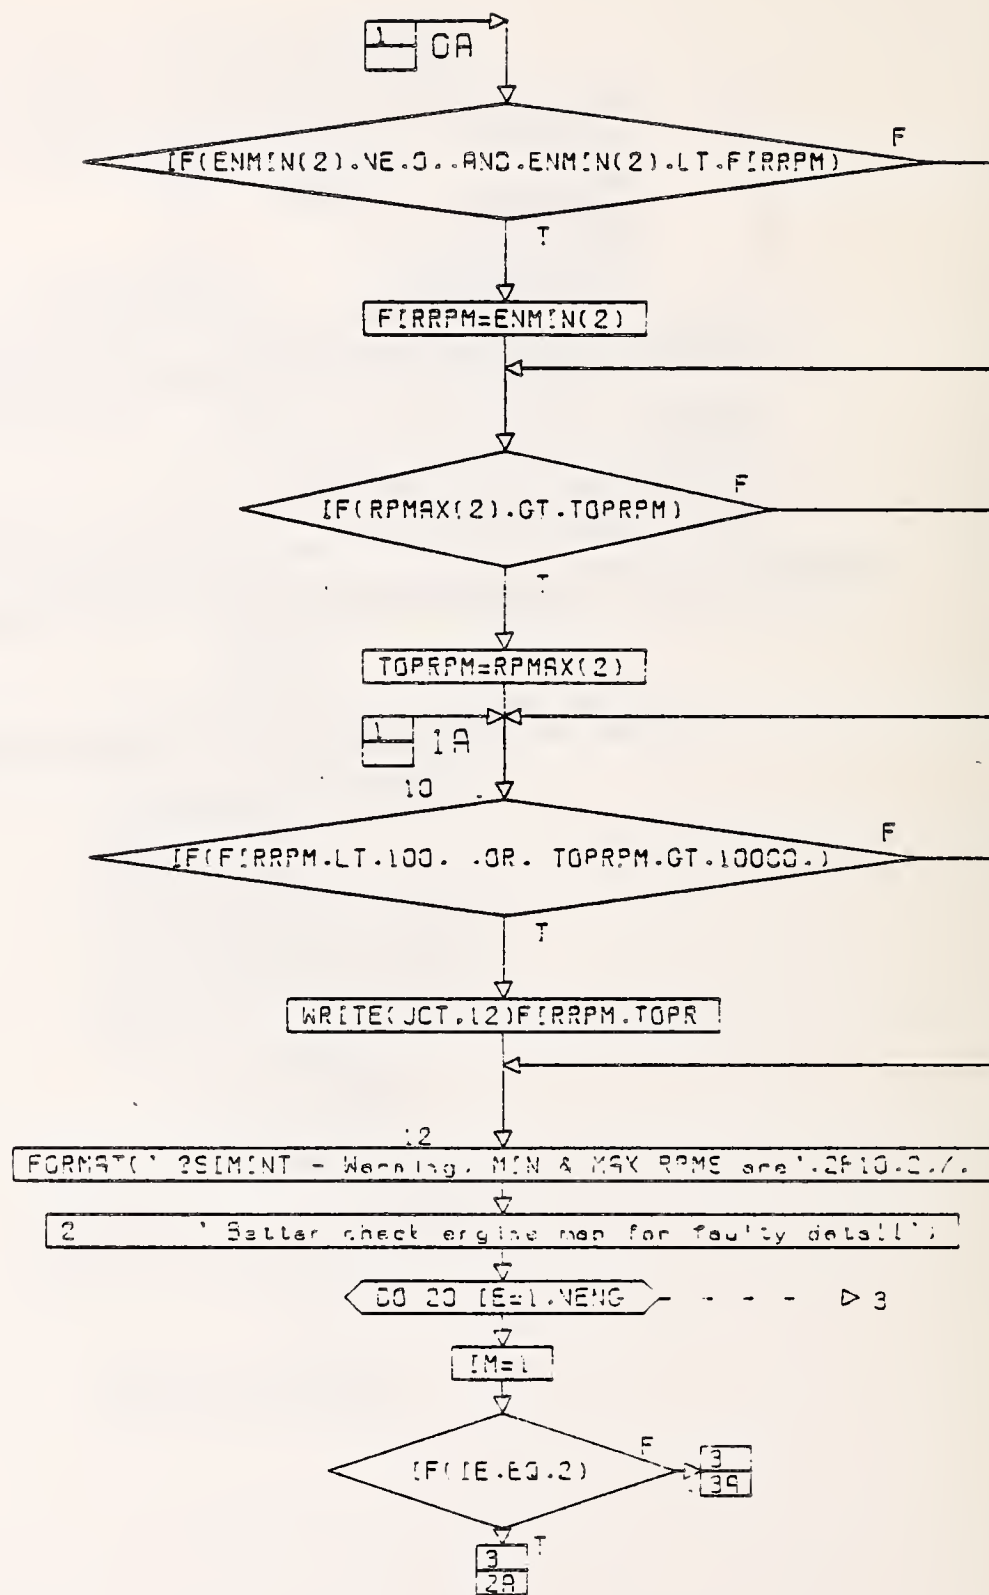 1
0A
IF(ENMIN(2).NE.0..AND.ENMIN(2).LT.FIRRPM)
F
T
FIRRPM=ENMIN(2)
IF(RPMAX(2).GT.TOPRPM)
F
T
TOPRPM=RPMAX(2)
1
1A
10
IF(FIRRPM.LT.100. .OR. TOPRPM.GT.10000.)
F
T
WRITE(JCT,12)FIRRPM,TOPR
12
FORMAT(' ?SIMINT - Warning, MIN & MAX RPMS are',2F10.2,/,
2 ' Better check engine map for faulty detail')
DO 20 IE=1,NENG
3
IM=1
IF(IE.EQ.2)
F
3
3A
T
3
2A